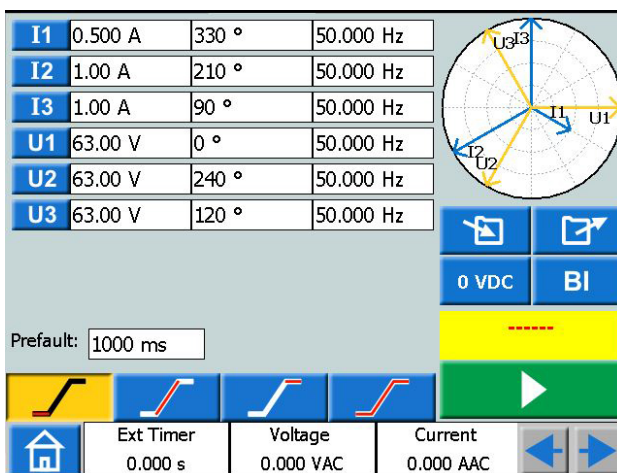 I1 0.500 A 330 ° 50.000 Hz
I2 1.00 A 210 ° 50.000 Hz
I3 1.00 A 90 ° 50.000 Hz
U1 63.00 V 0 ° 50.000 Hz
U2 63.00 V 240 ° 50.000 Hz
U3 63.00 V 120 ° 50.000 Hz
U3 I3
I1 U1
I2
U2
0 VDC BI
------
Prefault: 1000 ms
Ext Timer Voltage Current
0.000 s 0.000 VAC 0.000 AAC